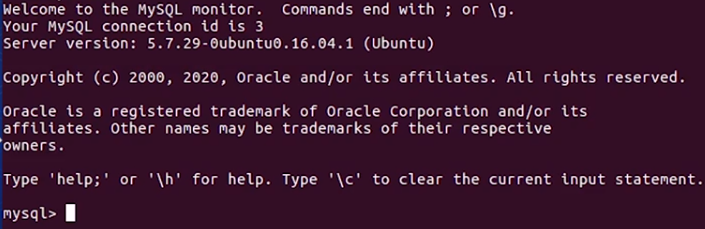 Welcome to the MySQL monitor.  Commands end with ; or \g.
Your MySQL connection id is 3
Server version: 5.7.29-0ubuntu0.16.04.1 (Ubuntu)
Copyright (c) 2000, 2020, Oracle and/or its affiliates. All rights reserved.
Oracle is a registered trademark of Oracle Corporation and/or its
affiliates. Other names may be trademarks of their respective
owners.
Type 'help;' or '\h' for help. Type '\c' to clear the current input statement.
mysql>